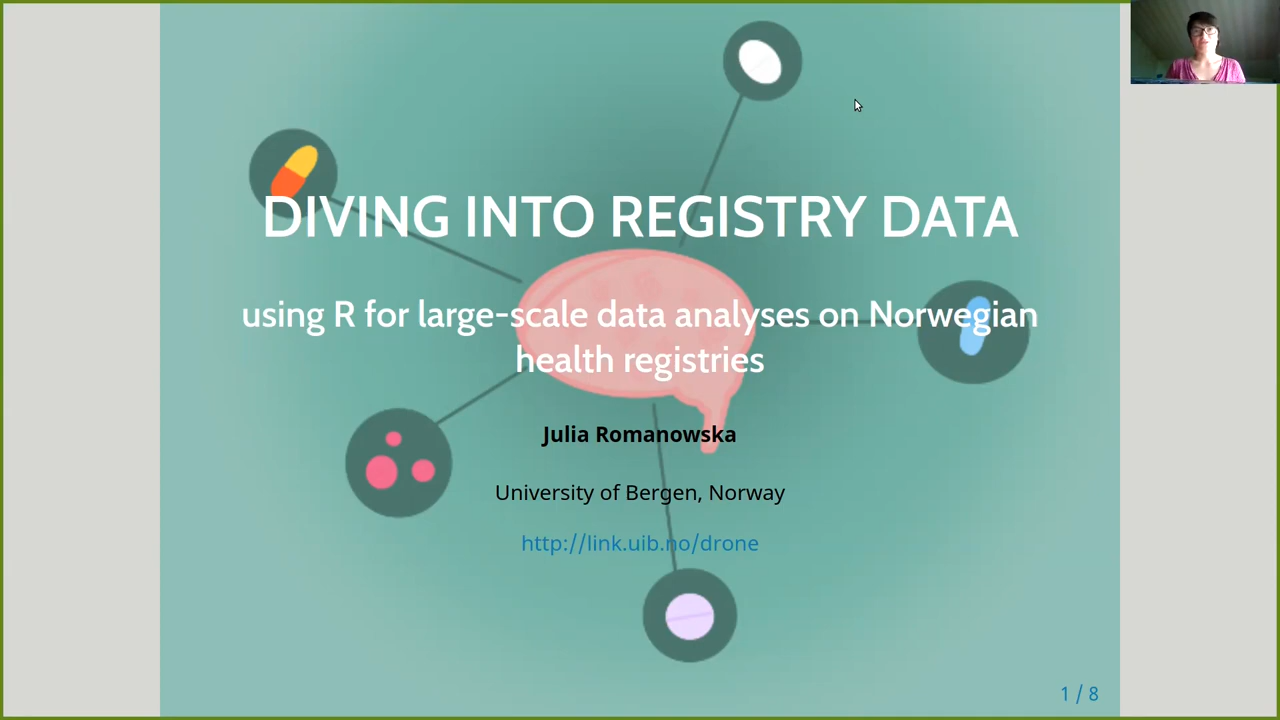 DIVING INTO REGISTRY DATA
using R for large-scale data analyses on Norwegian
health registries
Julia Romanowska
University of Bergen, Norway
http://link.uib.no/drone
1 / 8